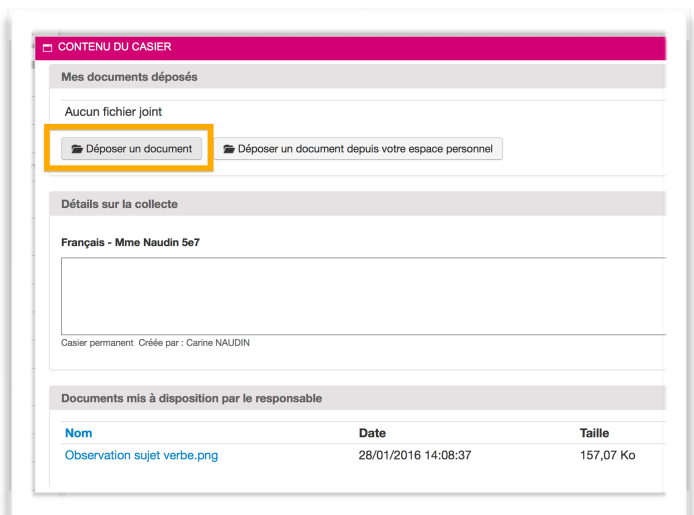 CONTENU DU CASIER
Mes documents déposés
Aucun fichier joint
Déposer un document Déposer un document depuis votre espace personnel
Détails sur la collecte
Français - Mme Naudin 5e7
Casier permanent Créée par : Carine NAUDIN
Documents mis à disposition par le responsable
Nom Date Taille
Observation sujet verbe.png 28/01/2016 14:08:37 157,07 Ko